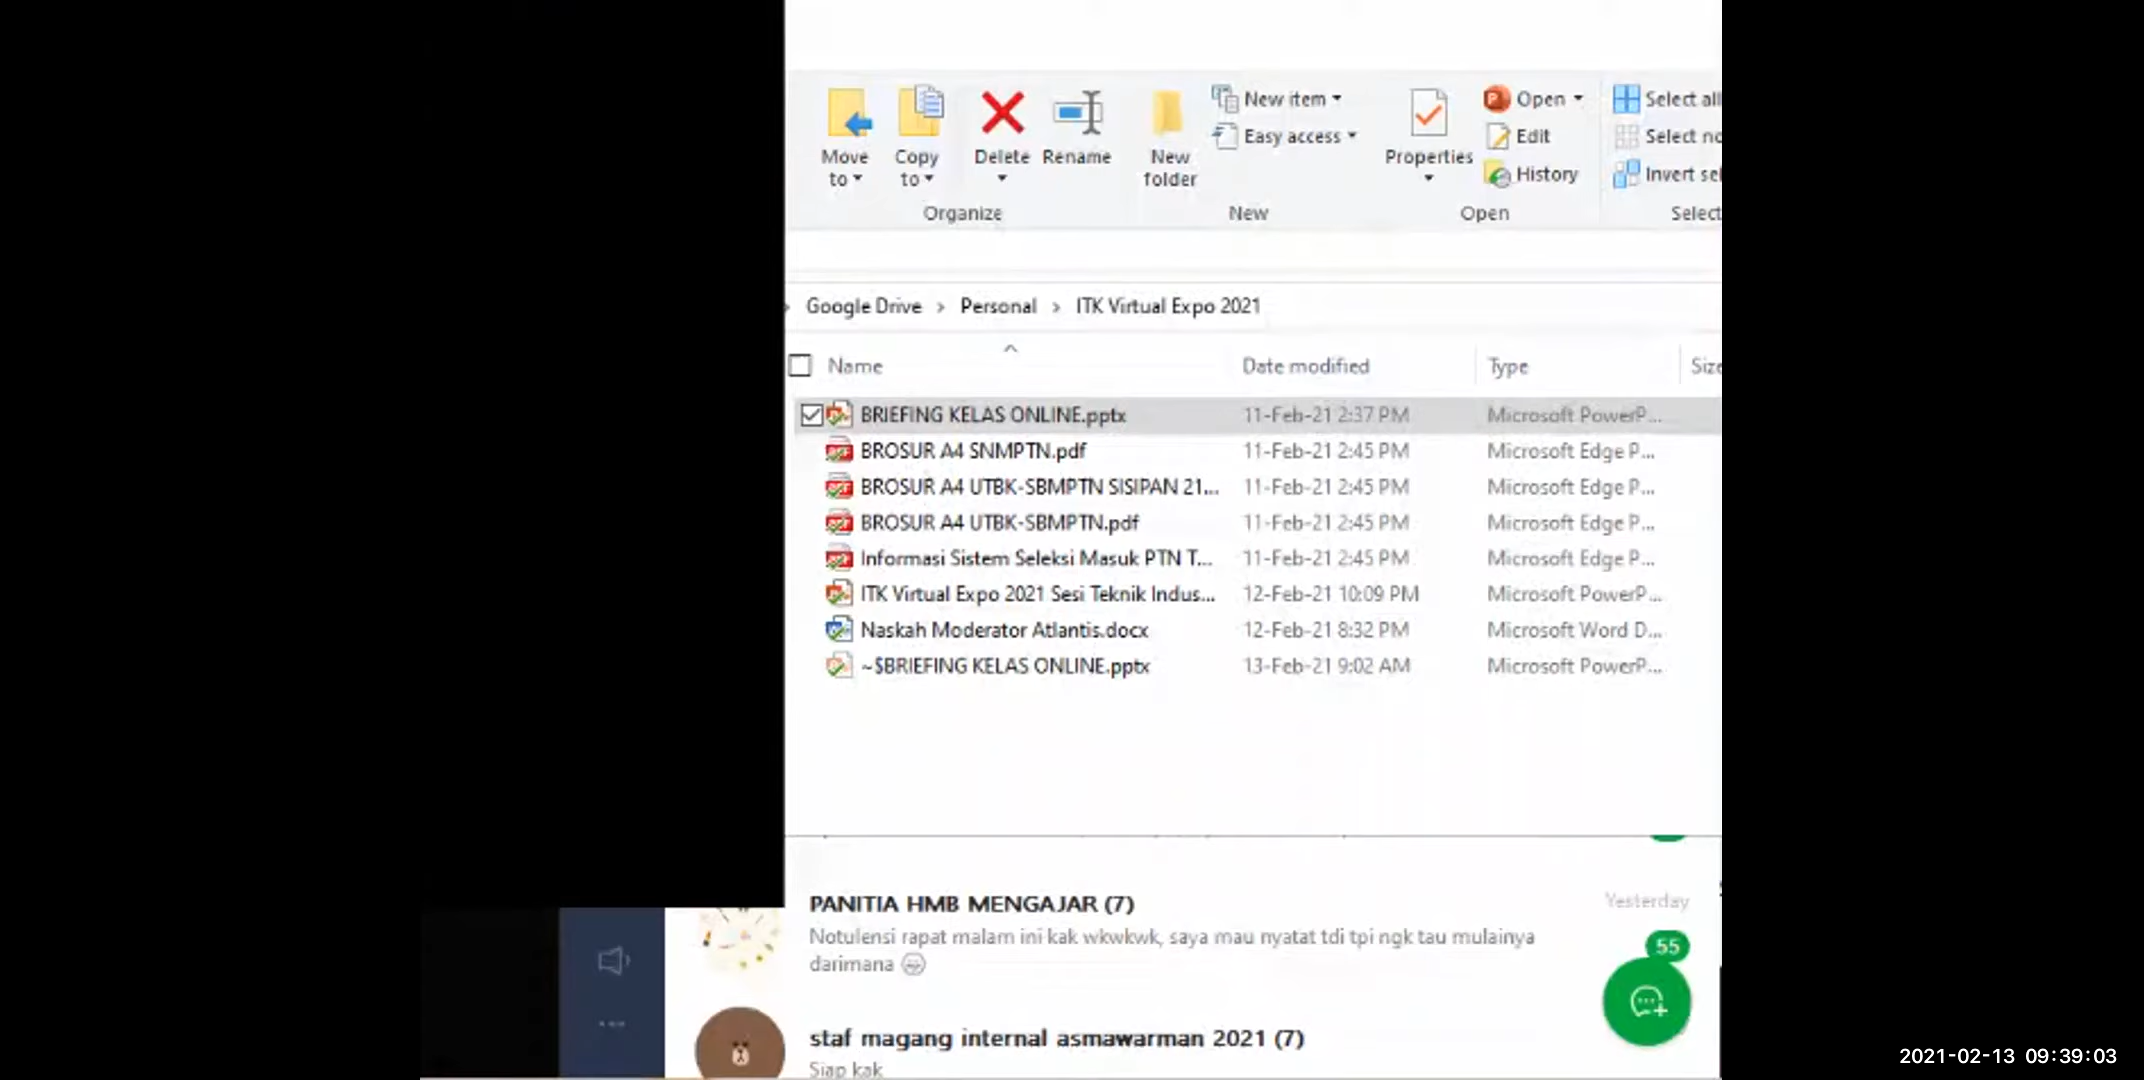 Move to
Copy to
Delete
Rename
New folder
New item
Easy access
Properties
Open
Edit
History
Select all
Select no
Invert sel
Organize
New
Open
Select
Google Drive > Personal > ITK Virtual Expo 2021
Name Date modified Type Size
BRIEFING KELAS ONLINE.pptx 11-Feb-21 2:37 PM Microsoft PowerP...
BROSUR A4 SNMPTN.pdf 11-Feb-21 2:45 PM Microsoft Edge P...
BROSUR A4 UTBK-SBMPTN SISIPAN 21... 11-Feb-21 2:45 PM Microsoft Edge P...
BROSUR A4 UTBK-SBMPTN.pdf 11-Feb-21 2:45 PM Microsoft Edge P...
Informasi Sistem Seleksi Masuk PTN T... 11-Feb-21 2:45 PM Microsoft Edge P...
ITK Virtual Expo 2021 Sesi Teknik Indus... 12-Feb-21 10:09 PM Microsoft PowerP...
Naskah Moderator Atlantis.docx 12-Feb-21 8:32 PM Microsoft Word D...
~$BRIEFING KELAS ONLINE.pptx 13-Feb-21 9:02 AM Microsoft PowerP...
PANITIA HMB MENGAJAR (7) Yesterday
Notulensi rapat malam ini kak wkwkwk, saya mau nyatat tdi tpi ngk tau mulainya
darimana
55
staf magang internal asmawarman 2021 (7)
Siap kak
2021-02-13 09:39:03